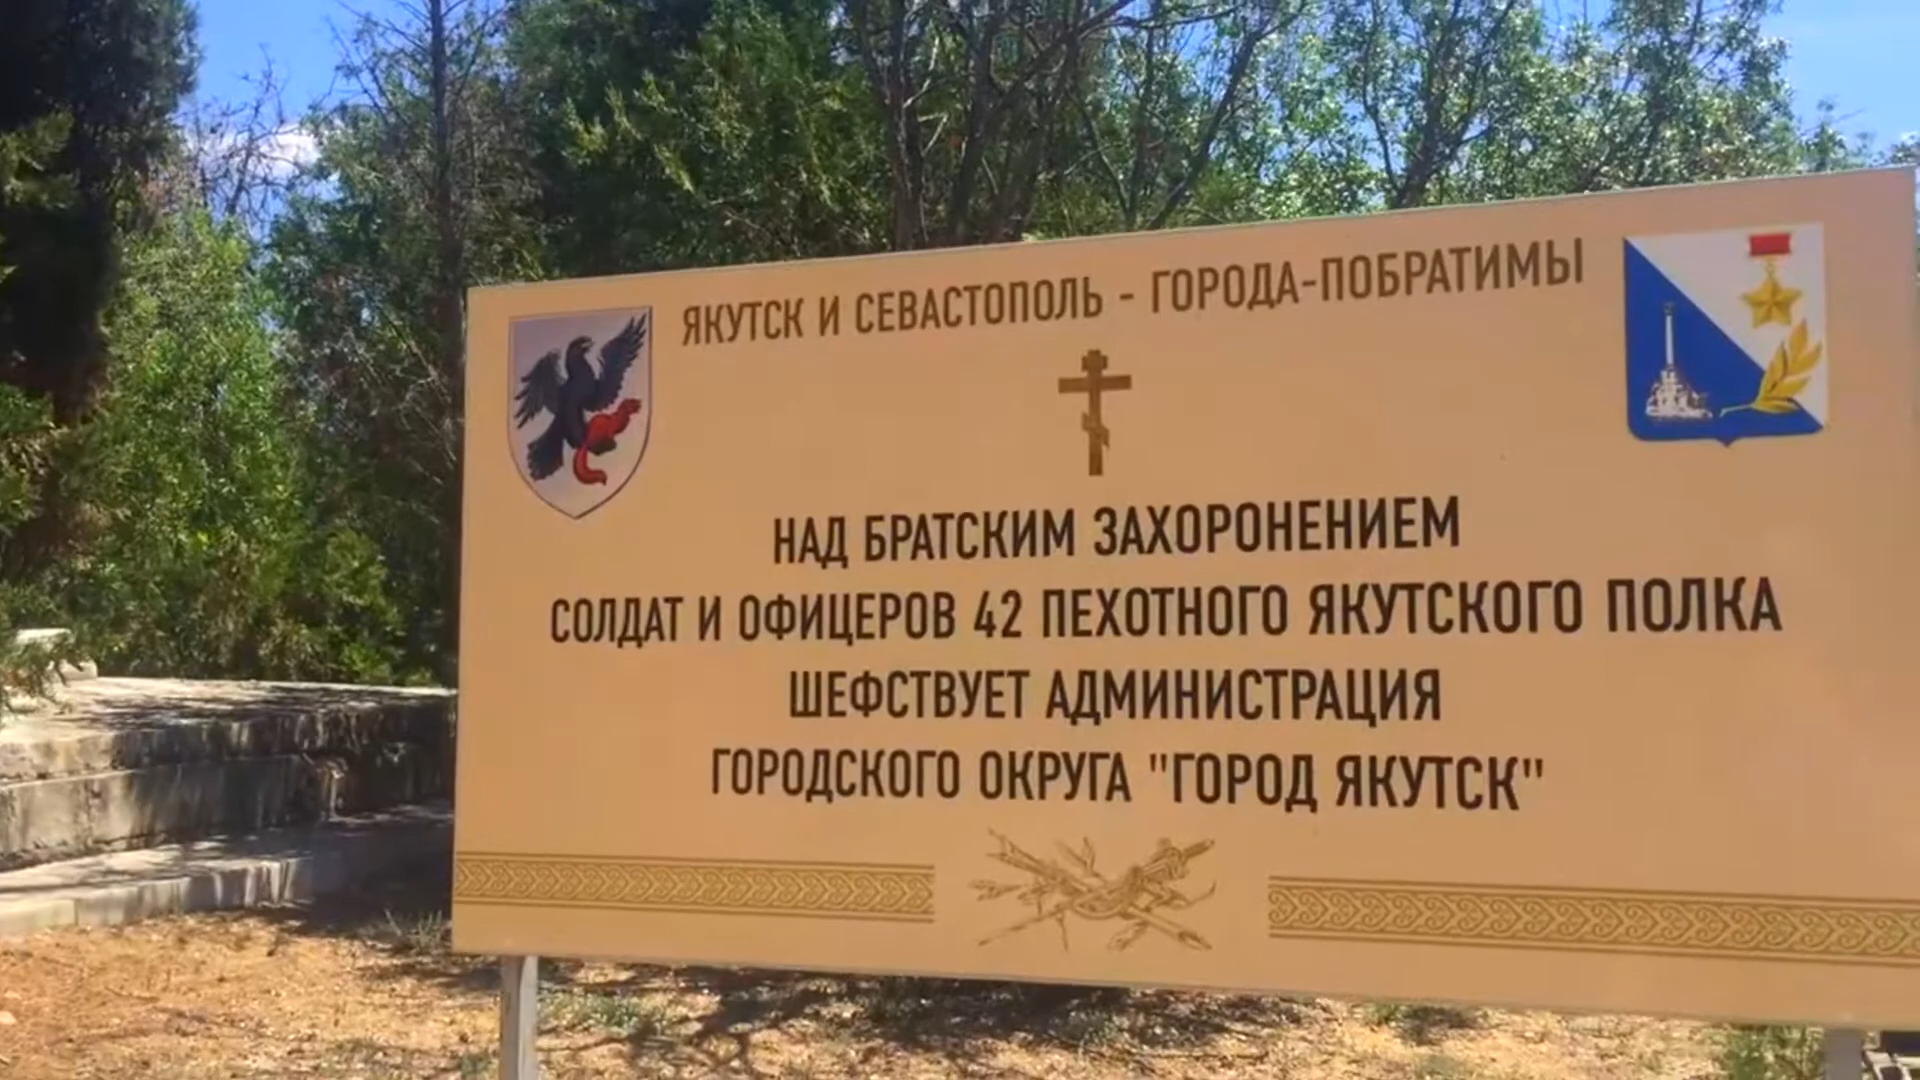 ЯКУТСК И СЕВАСТОПОЛЬ - ГОРОДА-ПОБРАТИМЫ
НАД БРАТСКИМ ЗАХОРОНЕНИЕМ
СОЛДАТ И ОФИЦЕРОВ 42 ПЕХОТНОГО ЯКУТСКОГО ПОЛКА
ШЕФСТВУЕТ АДМИНИСТРАЦИЯ
ГОРОДСКОГО ОКРУГА "ГОРОД ЯКУТСК"